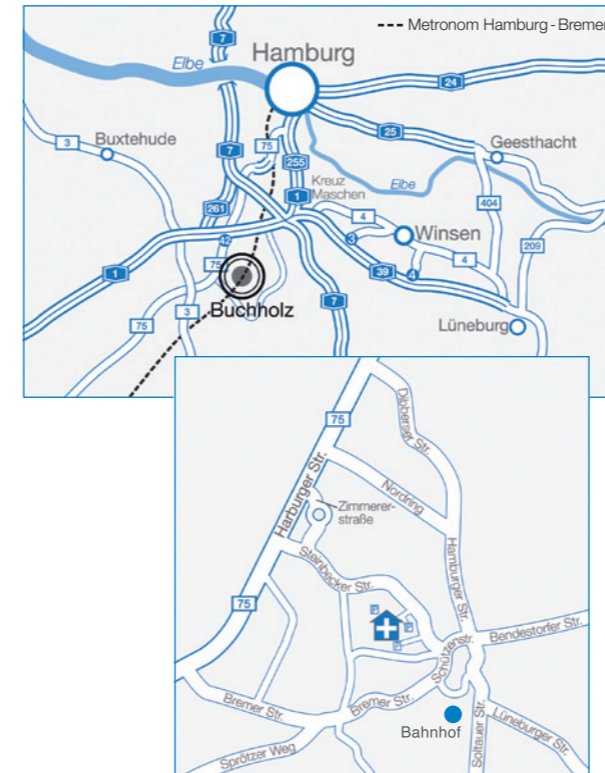 --- Metronom Hamburg - Bremen
7
Hamburg
Elbe
24
25
3
Buxtehude
75
7
255
Geesthacht
Kreuz
Maschen
Elbe
1
404
261
4
Winsen
42
3
209
4
1
75
39
4
Buchholz
75
3
7
Lüneburg
75
Dibberser Str.
Harburger Str.
Nordring
Zimmerer-
straße
Steinbecker Str.
Hamburger Str.
75
P
P
P
Schützenstr.
Bendestorfer Str.
Bremer Str.
Bremer Str.
Bahnhof
Soltauer Str.
Lüneburger Str.
Sprötzer Weg